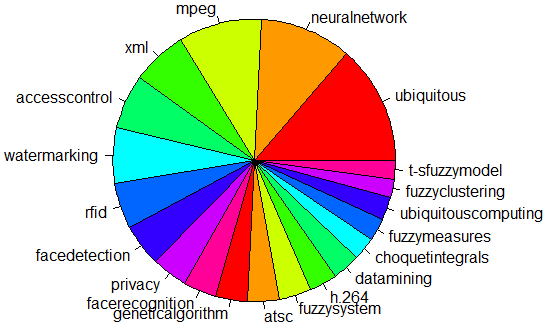 mpeg
neuralnetwork
xml
ubiquitous
accesscontrol
watermarking
t-sfuzzymodel
fuzzyclustering
rfid
ubiquitouscomputing
fuzzymeasures
facedetection
choquetintegrals
datamining
privacy
h.264
facerecognition
fuzzysystem
geneticalgorithm
atsc